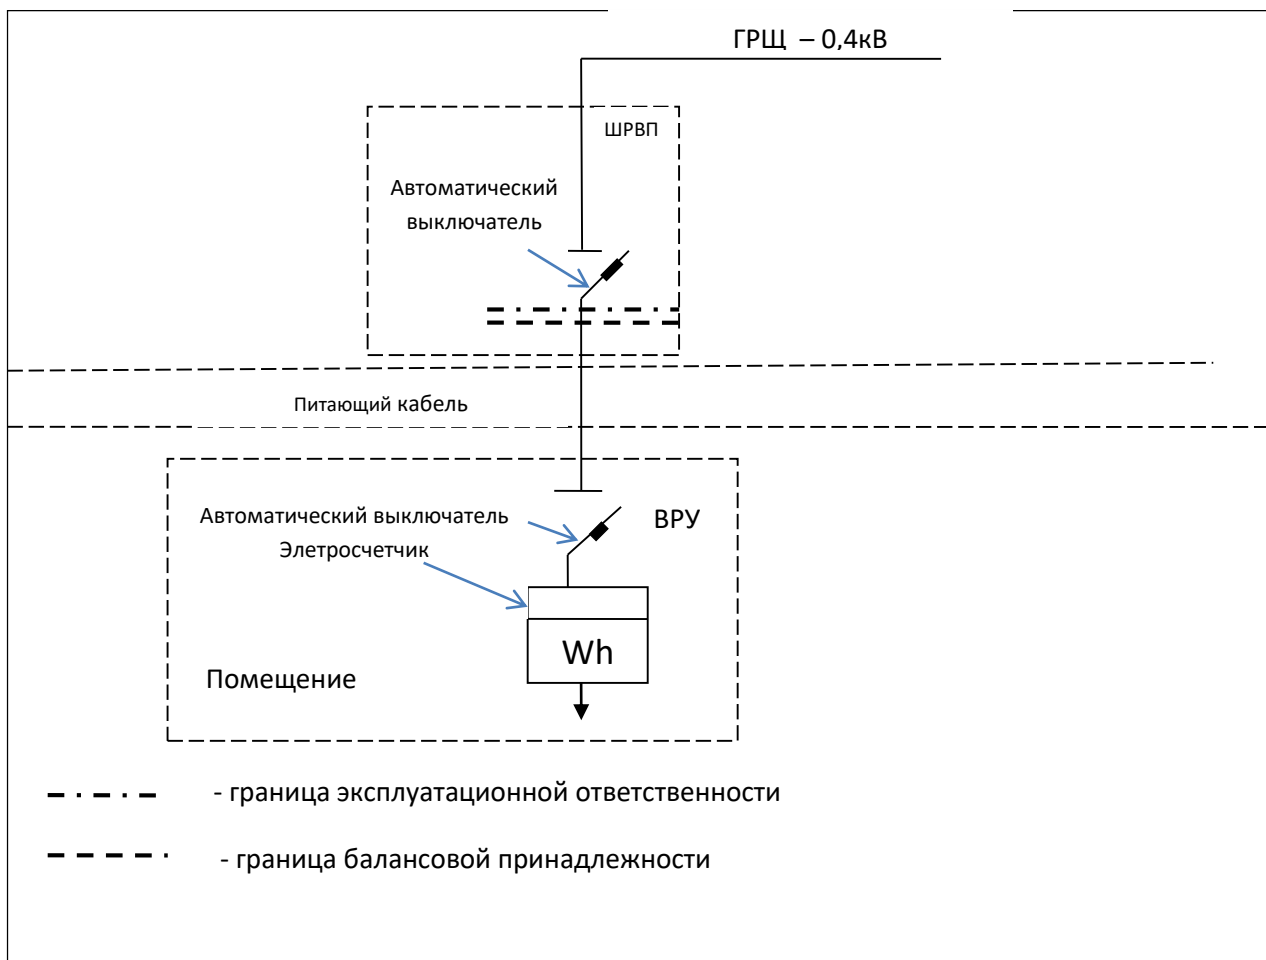 ГРЩ – 0,4кВ
ШРВП
Автоматический
выключатель
Питающий кабель
Автоматический выключатель
Элетросчетчик
ВРУ
Wh
Помещение
- граница эксплуатационной ответственности
- граница балансовой принадлежности